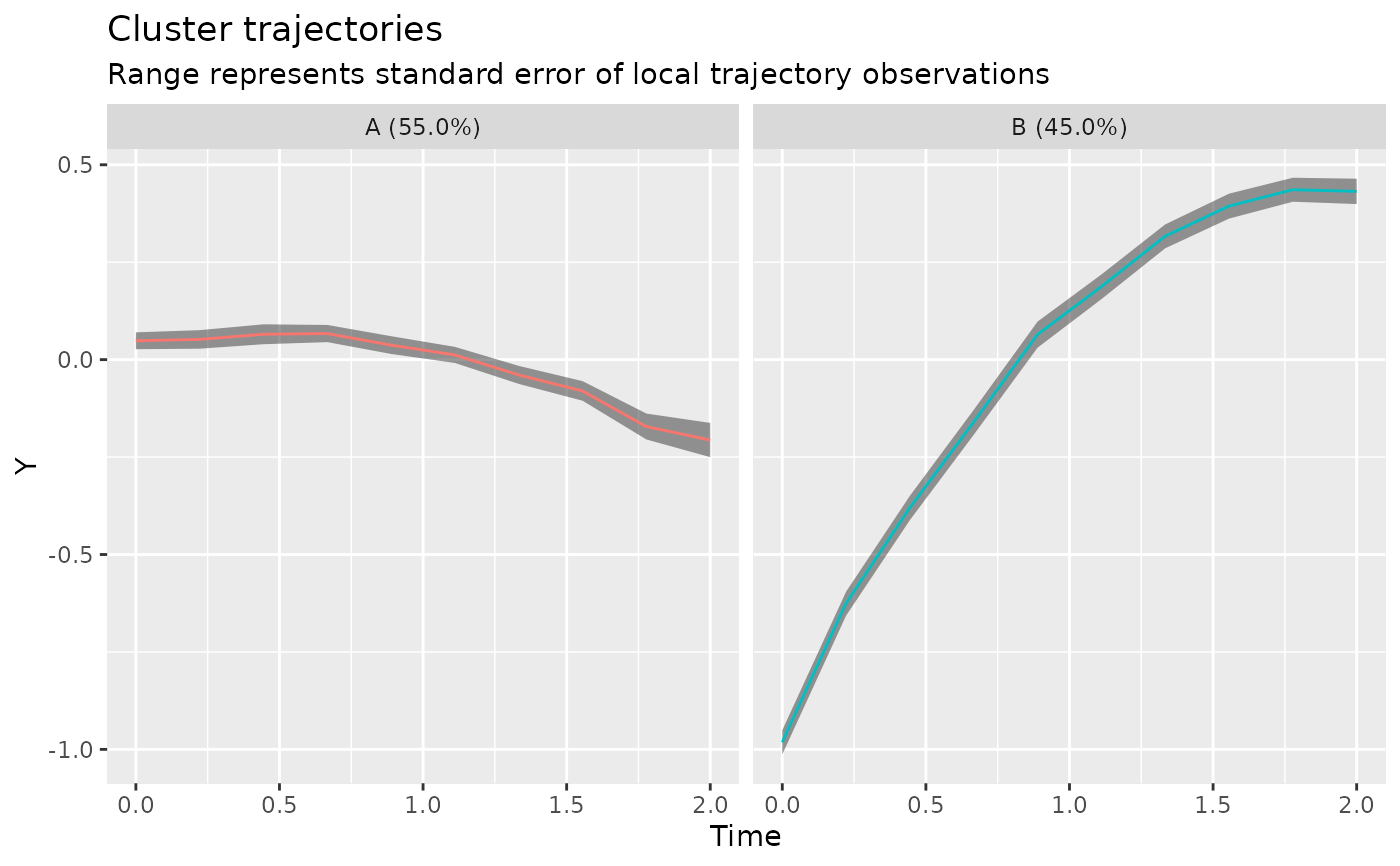 Cluster trajectories
Range represents standard error of local trajectory observations
A (55.0%) B (45.0%)
0.5
0.0
-0.5
-1.0
Y
0.0 0.5 1.0 1.5 2.0 0.0 0.5 1.0 1.5 2.0
Time